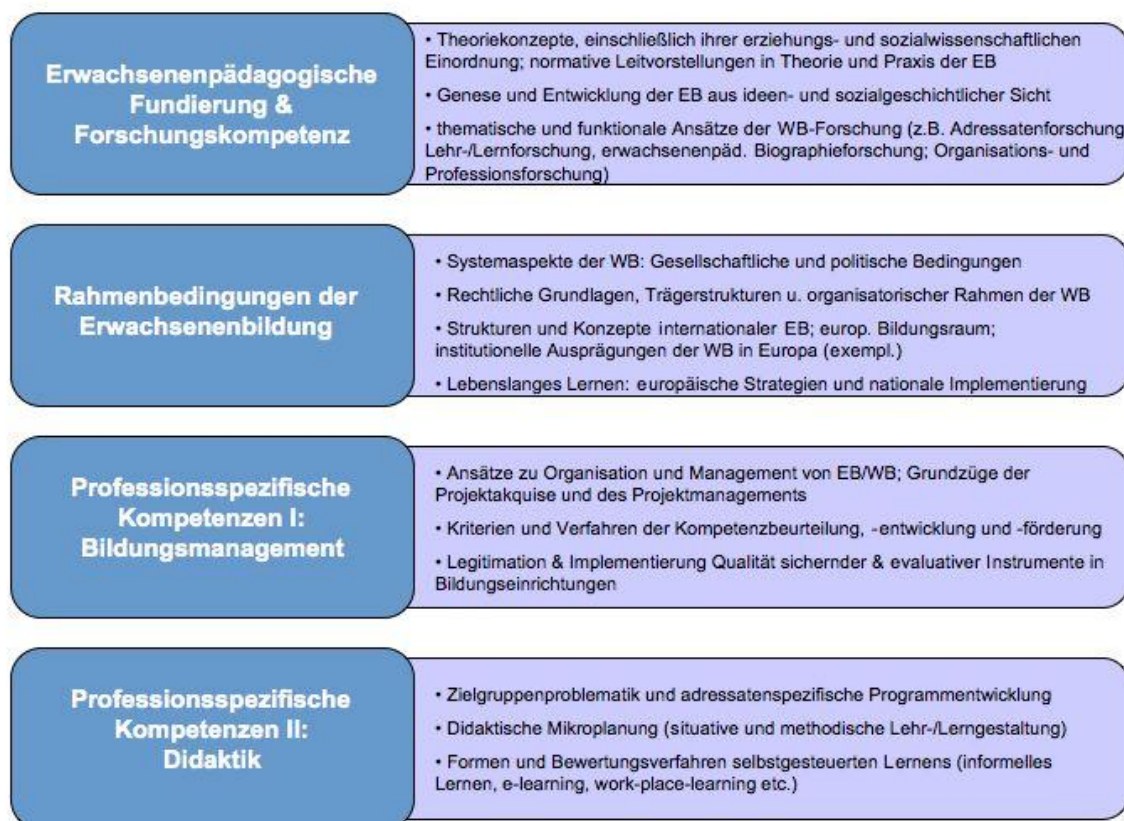 Erwachsenenpädagogische
Fundierung &
Forschungskompetenz
• Theoriekonzepte, einschließlich ihrer erziehungs- und sozialwissenschaftlichen
Einordnung; normative Leitvorstellungen in Theorie und Praxis der EB
• Genese und Entwicklung der EB aus ideen- und sozialgeschichtlicher Sicht
• thematische und funktionale Ansätze der WB-Forschung (z.B. Adressatenforschung
Lehr-/Lernforschung, erwachsenenpäd. Biographieforschung; Organisations- und
Professionsforschung)
Rahmenbedingungen der
Erwachsenenbildung
• Systemaspekte der WB: Gesellschaftliche und politische Bedingungen
• Rechtliche Grundlagen, Trägerstrukturen u. organisatorischer Rahmen der WB
• Strukturen und Konzepte internationaler EB; europ. Bildungsraum;
institutionelle Ausprägungen der WB in Europa (exempl.)
• Lebenslanges Lernen: europäische Strategien und nationale Implementierung
Professionsspezifische
Kompetenzen I:
Bildungsmanagement
• Ansätze zu Organisation und Management von EB/WB; Grundzüge der
Projektakquise und des Projektmanagements
• Kriterien und Verfahren der Kompetenzbeurteilung, -entwicklung und -förderung
• Legitimation & Implementierung Qualität sichernder & evaluativer Instrumente in
Bildungseinrichtungen
Professionsspezifische
Kompetenzen II:
Didaktik
• Zielgruppenproblematik und adressatenspezifische Programmentwicklung
• Didaktische Mikroplanung (situative und methodische Lehr-/Lerngestaltung)
• Formen und Bewertungsverfahren selbstgesteuerten Lernens (informelles
Lernen, e-learning, work-place-learning etc.)